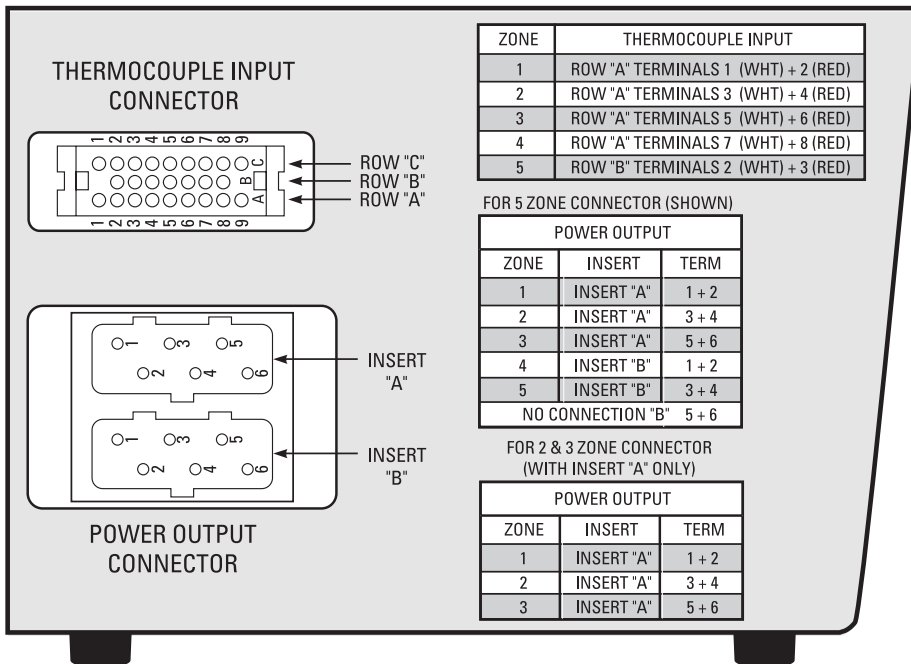 THERMOCOUPLE INPUT
CONNECTOR
1 2 3 4 5 6 7 8 9
C
B
A
1 2 3 4 5 6 7 8 9
ROW "C"
ROW "B"
ROW "A"
1 3 5
2 4 6
INSERT
"A"
1 3 5
2 4 6
INSERT
"B"
POWER OUTPUT
CONNECTOR
ZONE THERMOCOUPLE INPUT
1 ROW "A" TERMINALS 1 (WHT) + 2 (RED)
2 ROW "A" TERMINALS 3 (WHT) + 4 (RED)
3 ROW "A" TERMINALS 5 (WHT) + 6 (RED)
4 ROW "A" TERMINALS 7 (WHT) + 8 (RED)
5 ROW "B" TERMINALS 2 (WHT) + 3 (RED)
FOR 5 ZONE CONNECTOR (SHOWN)
POWER OUTPUT
ZONE INSERT TERM
1 INSERT "A" 1 + 2
2 INSERT "A" 3 + 4
3 INSERT "A" 5 + 6
4 INSERT "B" 1 + 2
5 INSERT "B" 3 + 4
NO CONNECTION "B" 5 + 6
FOR 2 & 3 ZONE CONNECTOR
(WITH INSERT "A" ONLY)
POWER OUTPUT
ZONE INSERT TERM
1 INSERT "A" 1 + 2
2 INSERT "A" 3 + 4
3 INSERT "A" 5 + 6